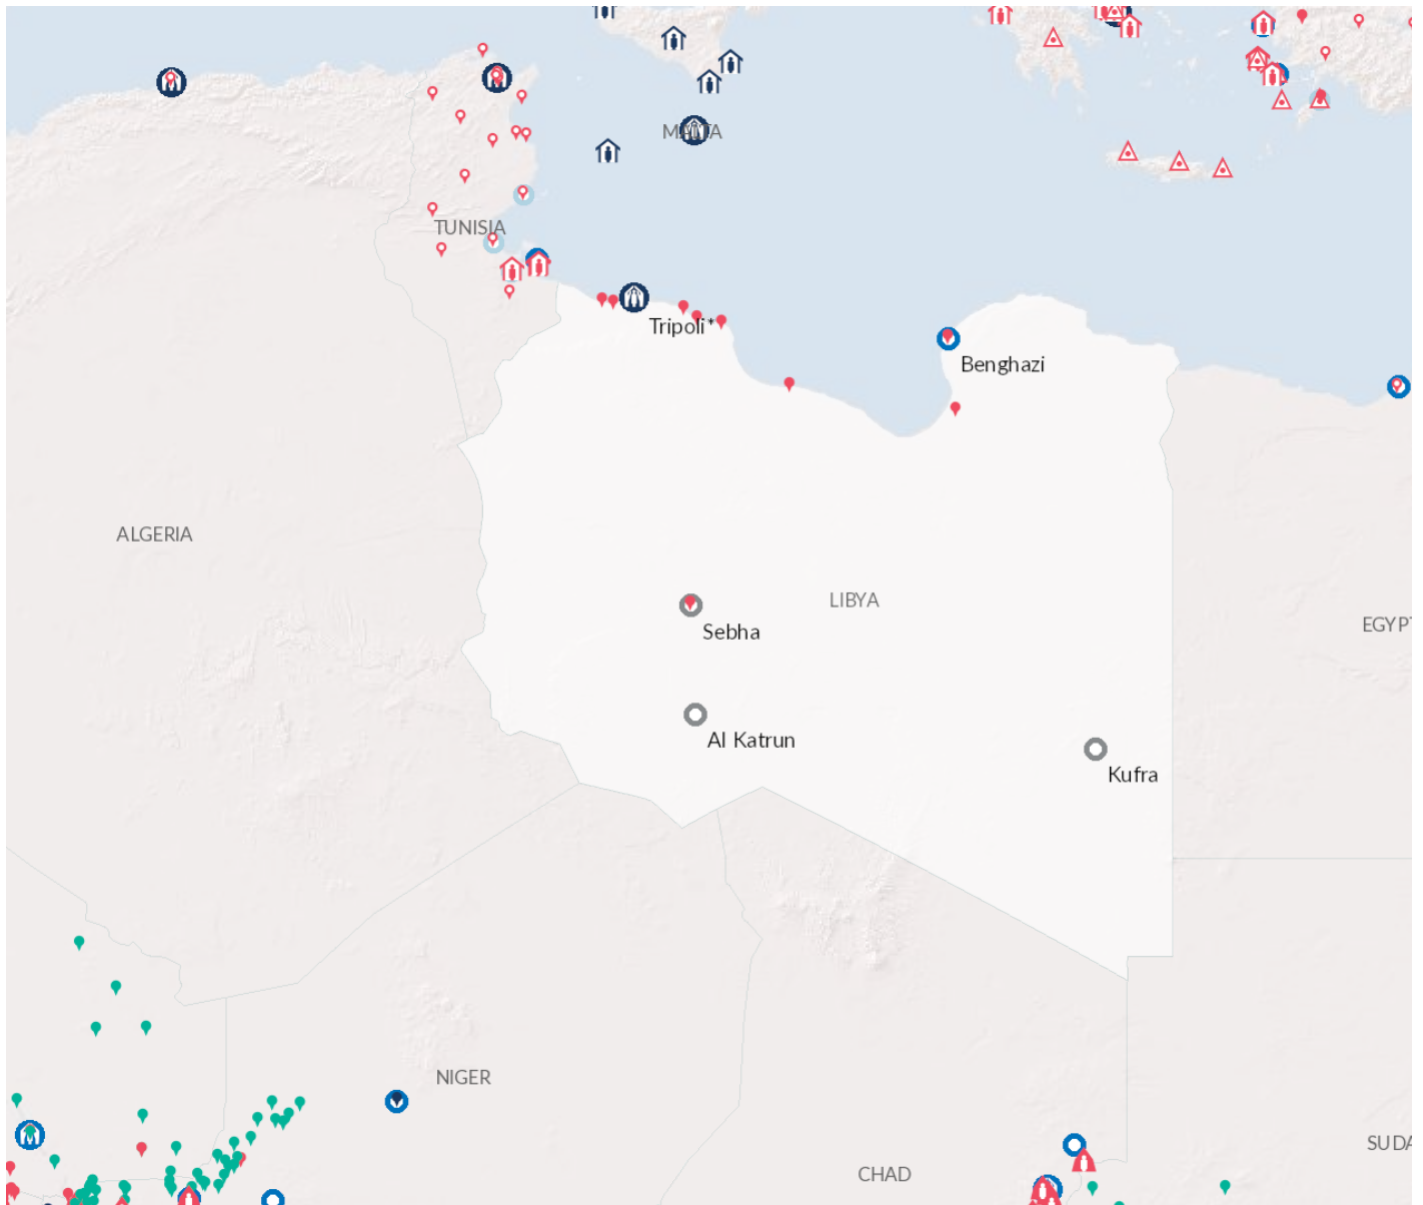 MALTA
TUNISIA
Tripoli*
Benghazi
ALGERIA
LIBYA
EGYPT
Sebha
Al Katrun
Kufra
NIGER
SUDA
CHAD